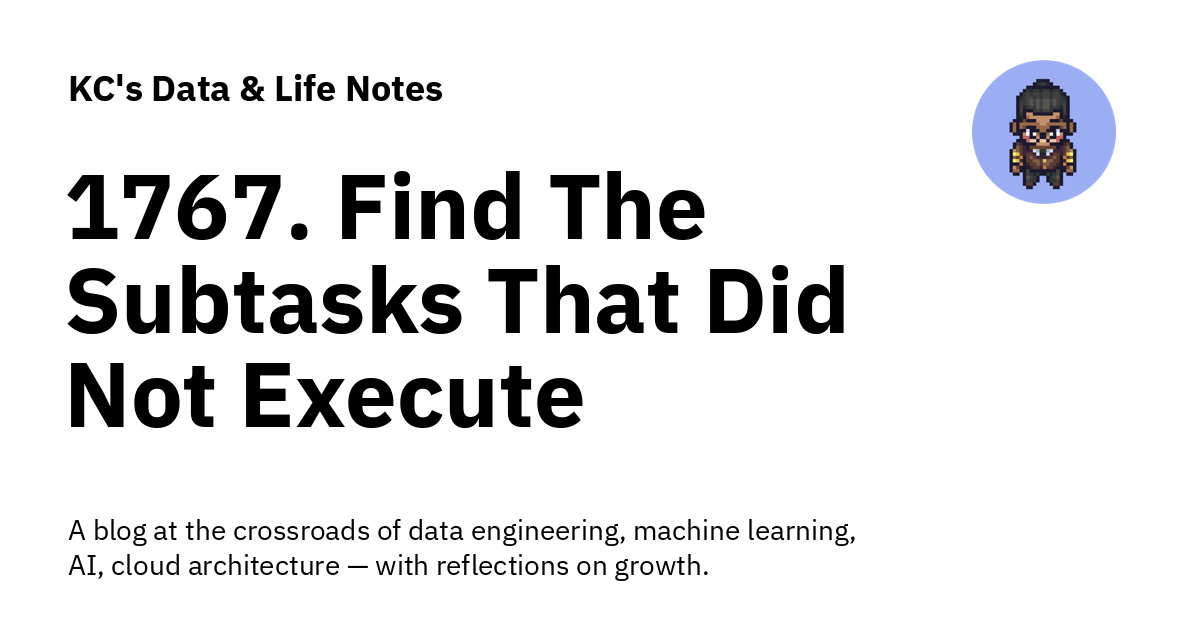 KC's Data & Life Notes
1767. Find The
Subtasks That Did
Not Execute
A blog at the crossroads of data engineering, machine learning,
AI, cloud architecture — with reflections on growth.